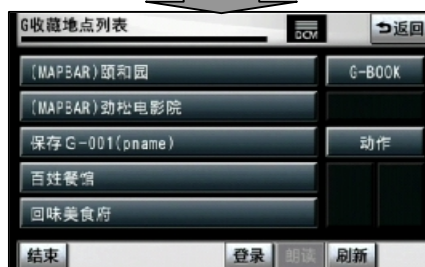 G收藏地点列表
DCM
返回
(MAPBAR)颐和园
G-BOOK
(MAPBAR)劲松电影院
保存G-001(pname)
动作
百姓餐馆
回味美食府
结束
登录
朗读
刷新